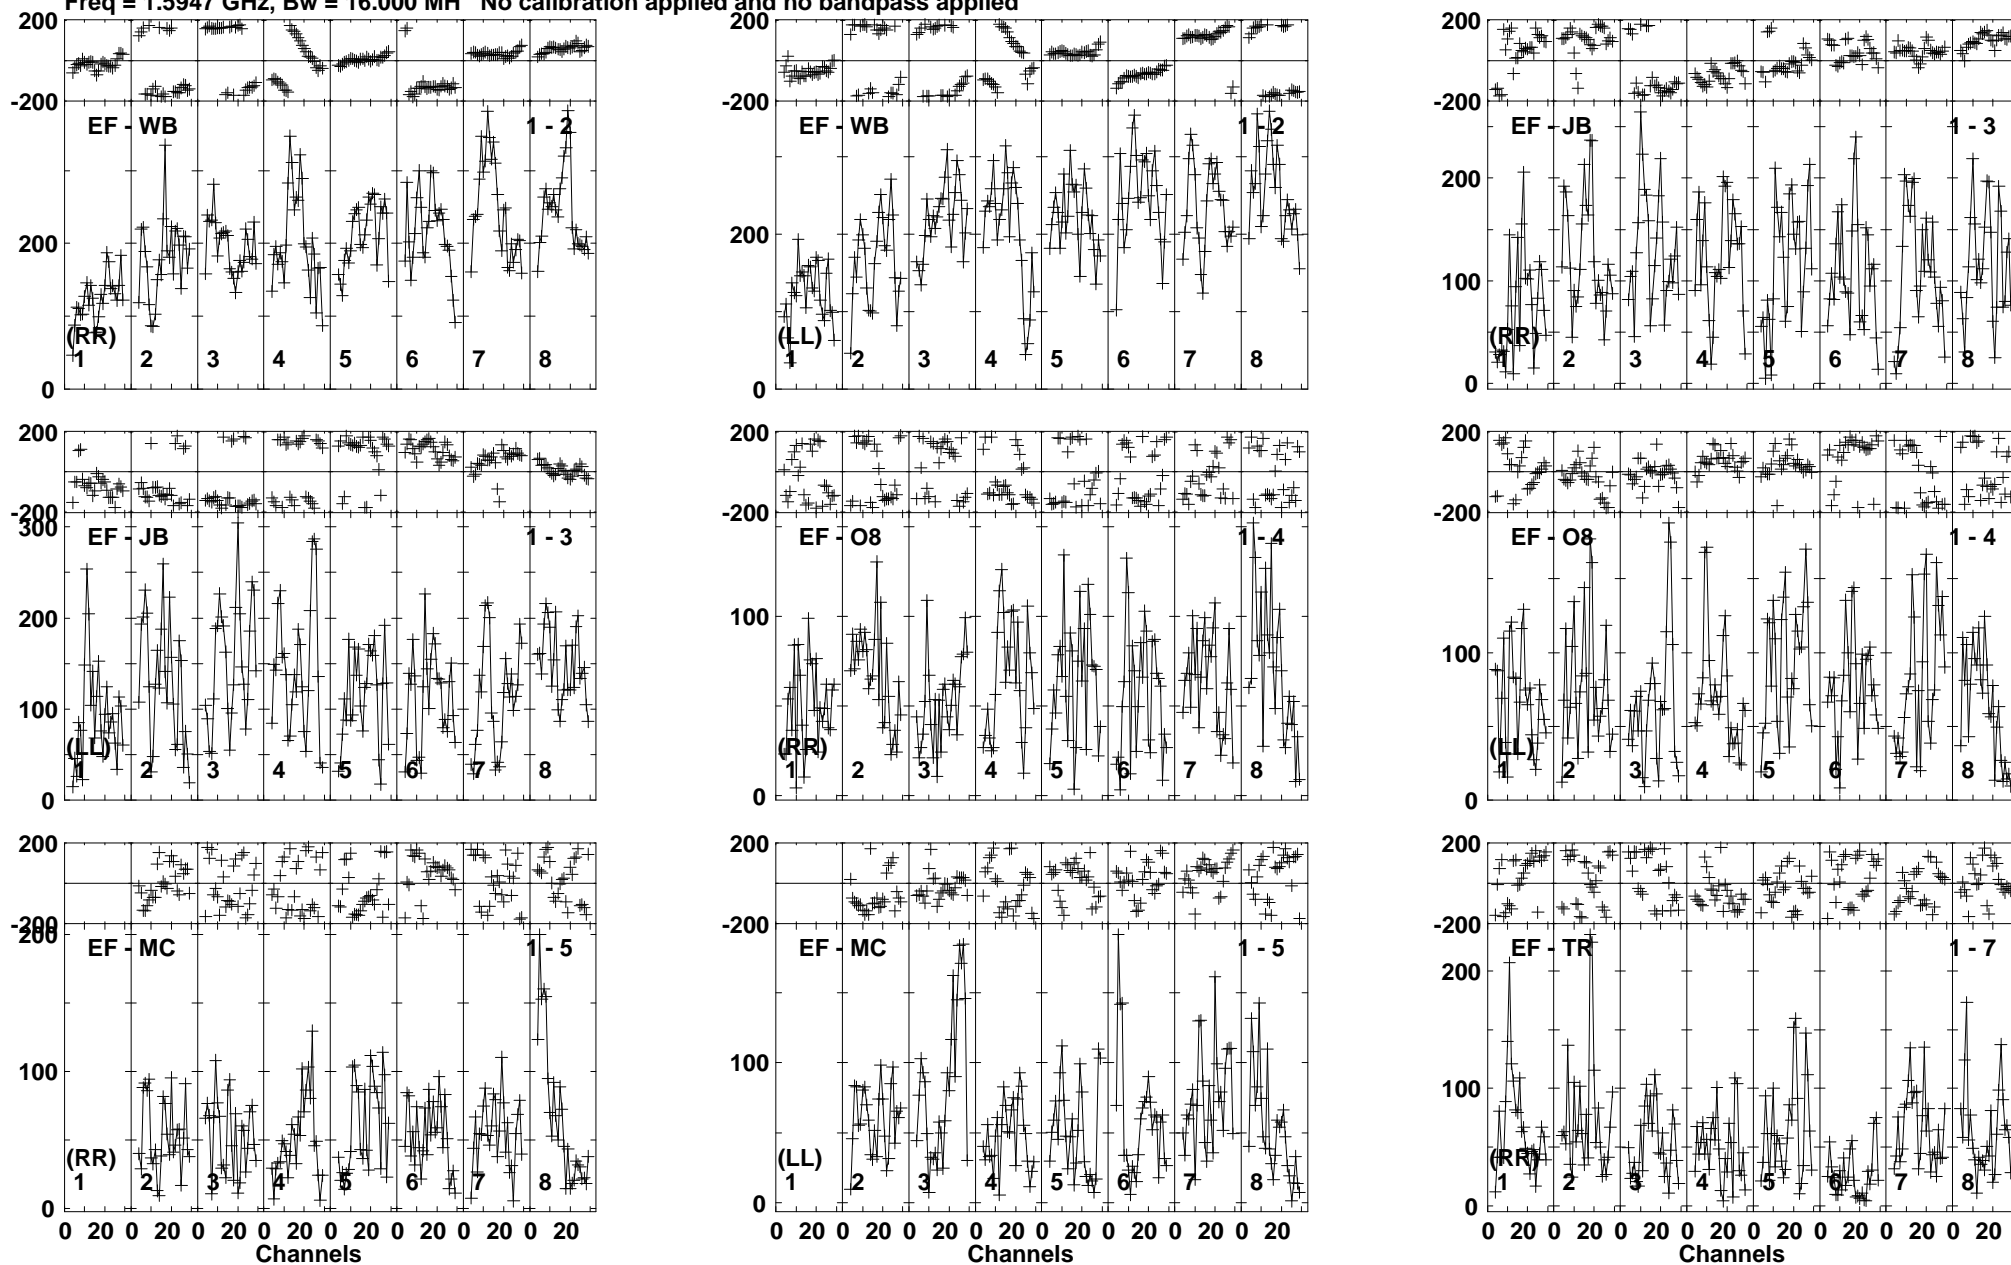 Freq = 1.5947 GHz, Bw = 16.000 MH No calibration applied and no bandpass applied
200 200 200
-200 -200 -200
EF - WB 1 - 2 EF - WB 1 - 2 EF - JB 1 - 3
200 200 200
100
(RR) (LL) (RR)
1 2 3 4 5 6 7 8 1 2 3 4 5 6 7 8 1 2 3 4 5 6 7 8
0 0 0
200 200 200
-200 -200 -200
300
EF - JB 1 - 3 EF - O8 1 - 4 EF - O8 1 - 4
200
100 100 100
(LL) (RR) (LL)
1 2 3 4 5 6 7 8 1 2 3 4 5 6 7 8 1 2 3 4 5 6 7 8
0 0 0
200 200 200
-200 -200 -200
200
EF - MC 1 - 5 EF - MC 1 - 5 EF - TR 1 - 7
200
100 100 100
(RR) (LL) (RR)
1 2 3 4 5 6 7 8 1 2 3 4 5 6 7 8 1 2 3 4 5 6 7 8
0 0 0
0 20 0 20 0 20 0 20 0 20 0 20 0 20 0 20 0 20 0 20 0 20 0 20 0 20 0 20 0 20 0 20 0 20 0 20 0 20 0 20 0 20 0 20 0 20 0 20
Channels Channels Channels